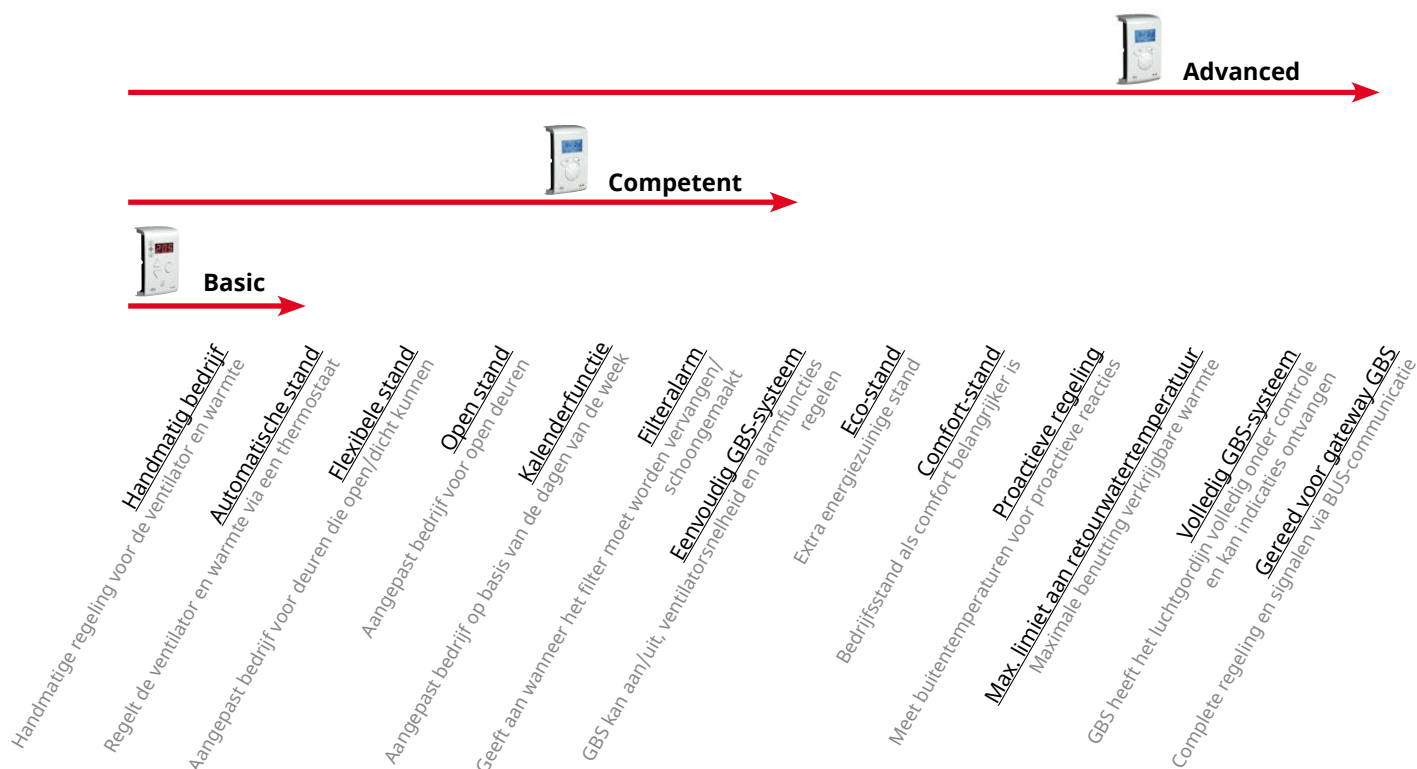 Advanced
Competent
Basic
Handmatig bedrijf
Handmatige regeling voor de ventilator en warmte
Automatische stand
Regelt de ventilator en warmte via een thermostaat
Flexibele stand
Aangepast bedrijf voor deuren die open/dicht kunnen
Open stand
Aangepast bedrijf voor open deuren
Kalenderfunctie
Aangepast bedrijf op basis van de dagen van de week
Filteralarm
Geeft aan wanneer het filter moet worden vervangen/
schoongemaakt
Eenvoudig GBS-systeem
GBS kan aan/uit, ventilatorsnelheid en alarmfuncties
regelen
Eco-stand
Extra energiezuinige stand
Comfort-stand
Bedrijfsstand als comfort belangrijker is
Proactieve regeling
Meet buitentemperaturen voor proactieve reacties
Max. limiet aan retourwatertemperatuur
Maximale benutting verkrijgbare warmte
Volledig GBS-systeem
GBS heeft het luchtgordijn volledig onder controle
en kan indicaties ontvangen
Gereed voor gateway GBS
Complete regeling en signalen via BUS-communicatie